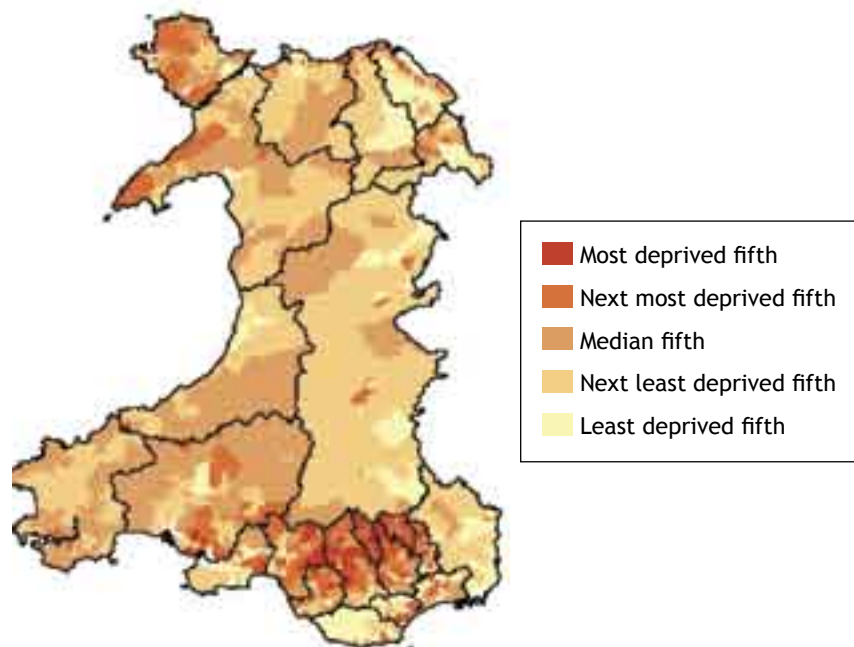 Most deprived fifth
Next most deprived fifth
Median fifth
Next least deprived fifth
Least deprived fifth